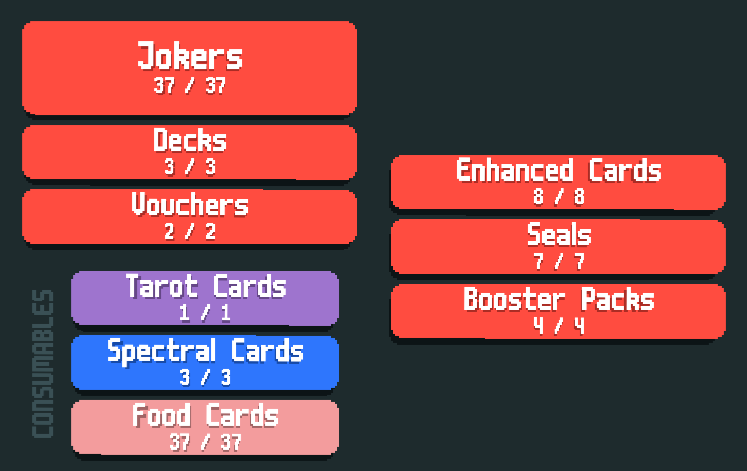 Jokers
37 / 37
Decks
3 / 3
Vouchers
2 / 2
CONSUMABLES
Tarot Cards
1 / 1
Spectral Cards
3 / 3
Food Cards
37 / 37
Enhanced Cards
8 / 8
Seals
7 / 7
Booster Packs
4 / 4